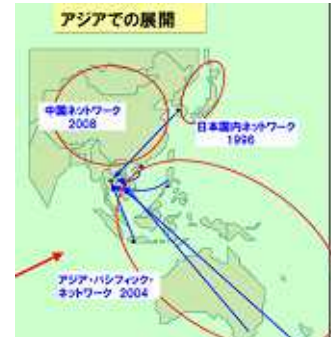 アジアでの展開
中国ネットワーク
2008
日本国内ネットワーク
1996
アジア・パシフィック・
ネットワーク 2004